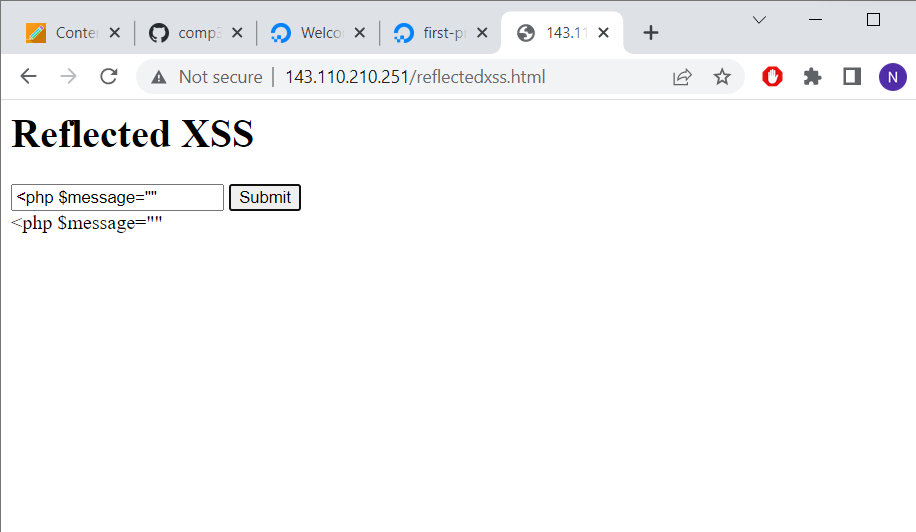 Conte
comp
Welco
first-p
143.11
Not secure | 143.110.210.251/reflectedxss.html
N
Reflected XSS
<php $message="" Submit
<php $message=""